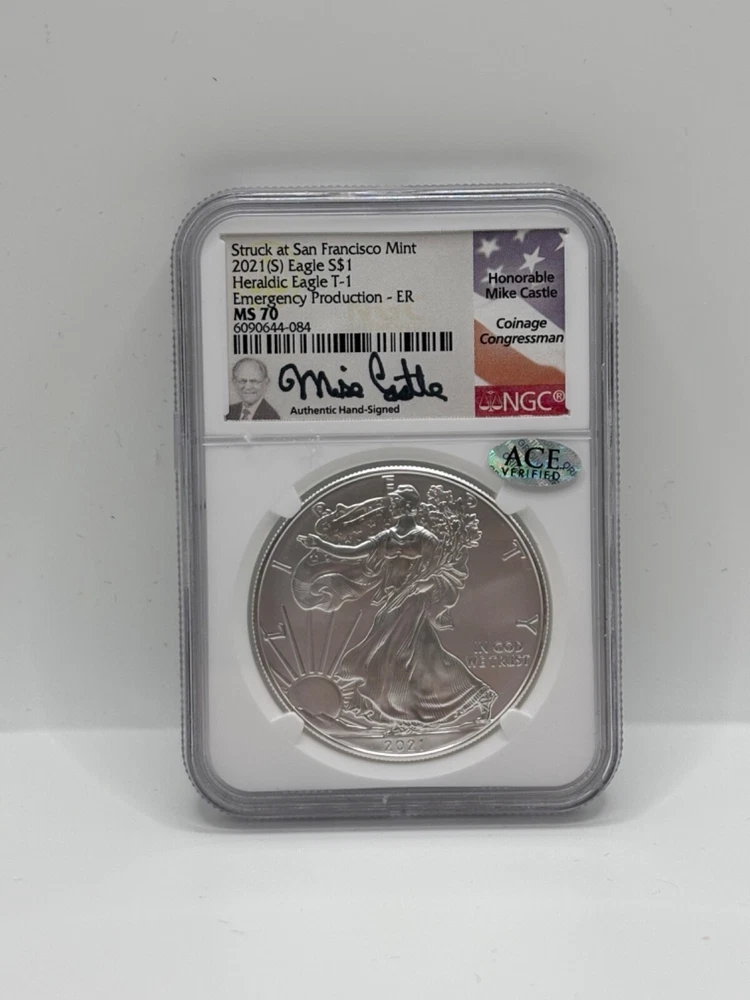 Struck at San Francisco Mint
2021(S) Eagle S$1
Heraldic Eagle T-1
Emergency Production - ER
MS 70
6090644-084
Mike Castle
Authentic Hand-Signed
Honorable
Mike Castle
Coinage
Congressman
NGC®
ACE
VERIFIED
LIBERTY
IN GOD
WE TRUST
2021